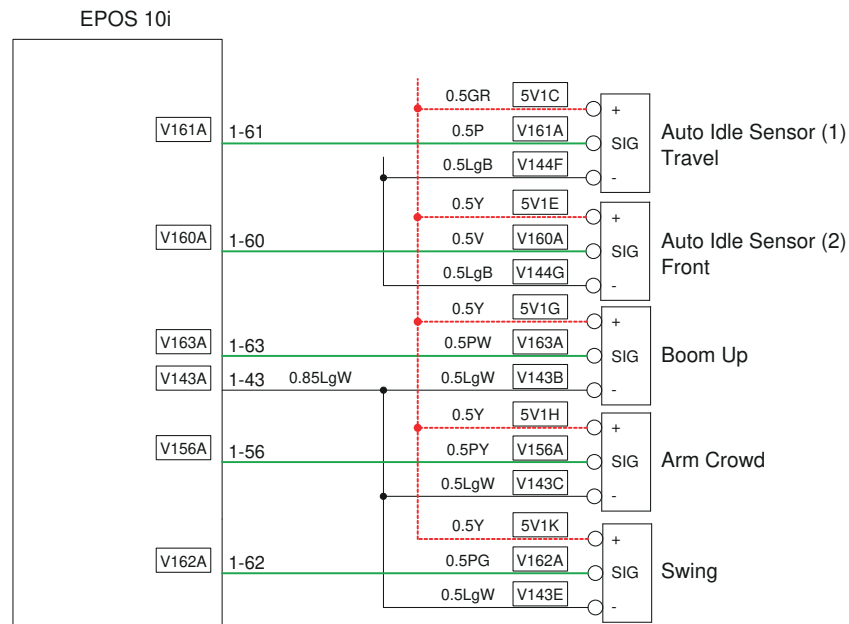 EPOS 10i
0.5GR 5V1C +
V161A 1-61 0.5P V161A SIG
Auto Idle Sensor (1)
Travel
0.5LgB V144F -
0.5Y 5V1E +
V160A 1-60 0.5V V160A SIG
Auto Idle Sensor (2)
Front
0.5LgB V144G -
0.5Y 5V1G +
V163A 1-63 0.5PW V163A SIG Boom Up
V143A 1-43 0.85LgW 0.5LgW V143B -
0.5Y 5V1H +
V156A 1-56 0.5PY V156A SIG Arm Crowd
0.5LgW V143C -
0.5Y 5V1K +
V162A 1-62 0.5PG V162A SIG Swing
0.5LgW V143E -